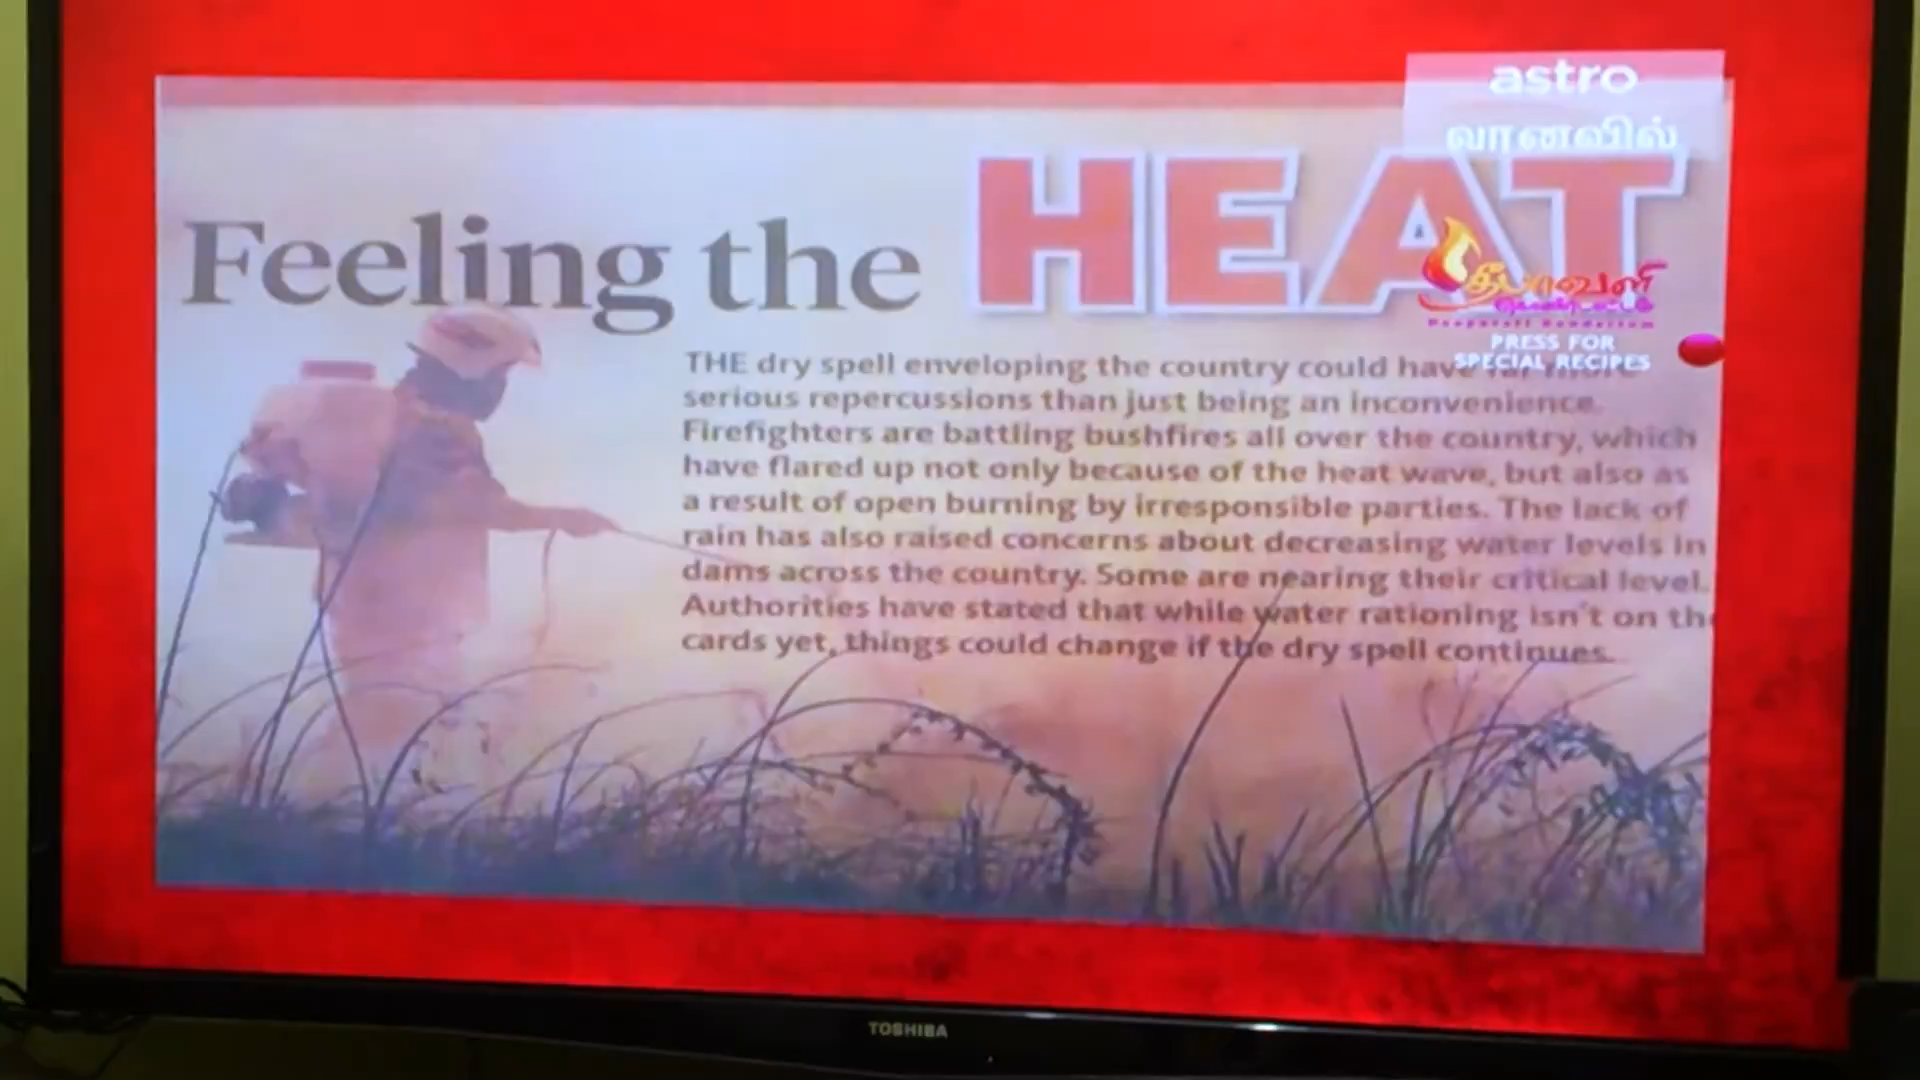 astro
வானவில்
Feeling the HEAT
தீபாவளி
PRESS FOR
SPECIAL RECIPES
THE dry spell enveloping the country could have far more
serious repercussions than just being an inconvenience.
Firefighters are battling bushfires all over the country, which
have flared up not only because of the heat wave, but also as
a result of open burning by irresponsible parties. The lack of
rain has also raised concerns about decreasing water levels in
dams across the country. Some are nearing their critical level.
Authorities have stated that while water rationing isn't on the
cards yet, things could change if the dry spell continues.
TOSHIBA